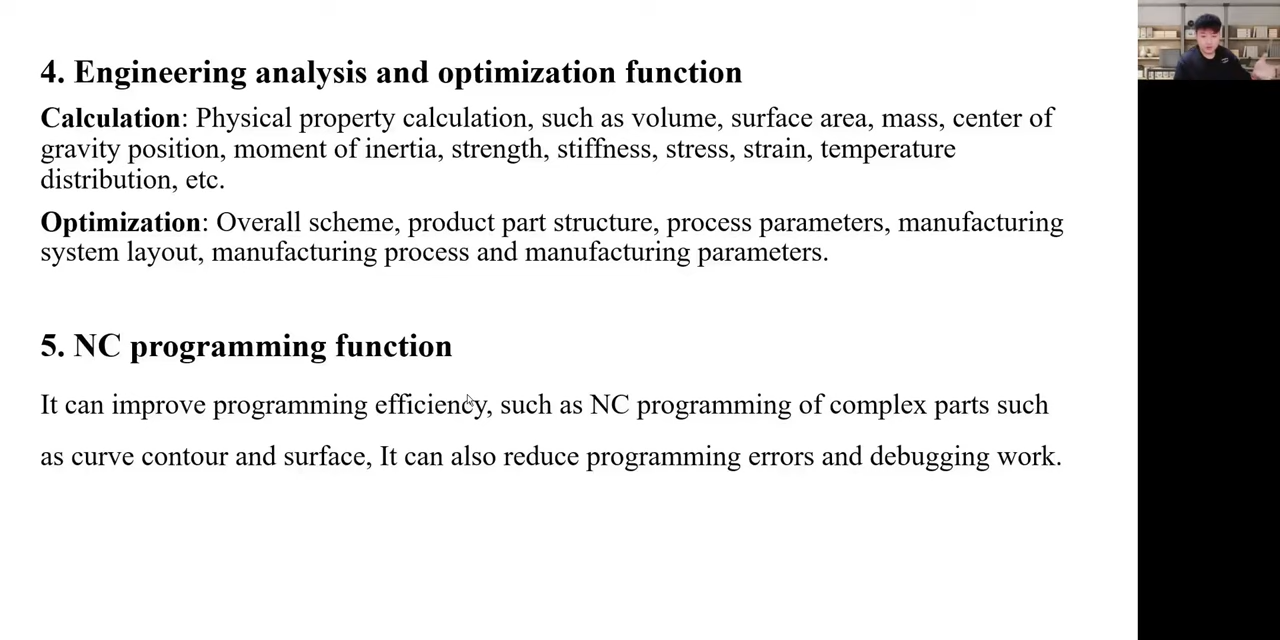 4. Engineering analysis and optimization function
Calculation: Physical property calculation, such as volume, surface area, mass, center of
gravity position, moment of inertia, strength, stiffness, stress, strain, temperature
distribution, etc.
Optimization: Overall scheme, product part structure, process parameters, manufacturing
system layout, manufacturing process and manufacturing parameters.
5. NC programming function
It can improve programming efficiency, such as NC programming of complex parts such
as curve contour and surface, It can also reduce programming errors and debugging work.